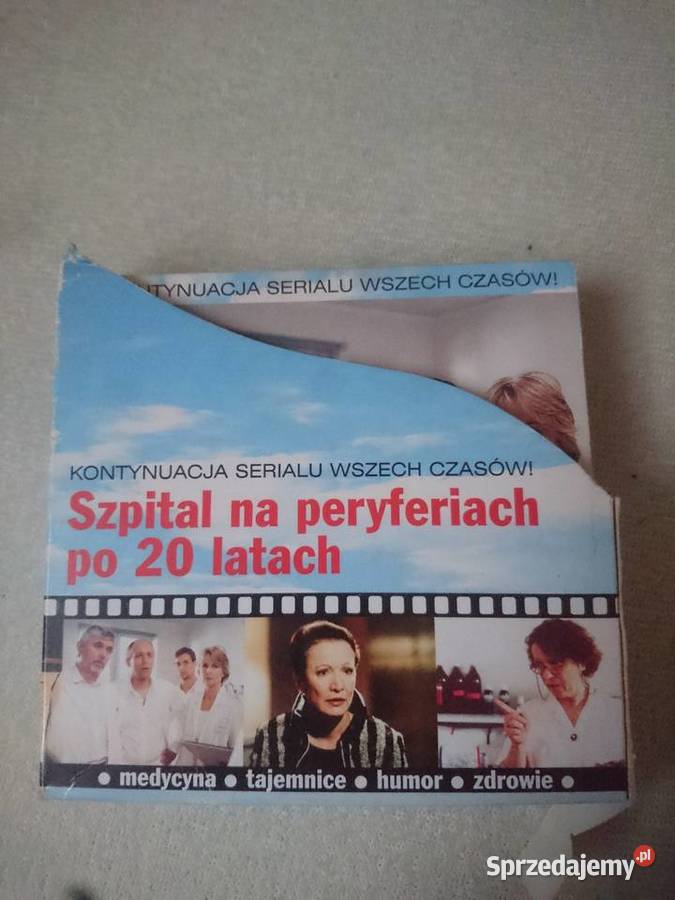 NTYNUACJA SERIALU WSZECH CZASÓW!
KONTYNUACJA SERIALU WSZECH CZASÓW!
Szpital na peryferiach
po 20 latach
• medycyna • tajemnice • humor • zdrowie •
Sprzedajemy.pl